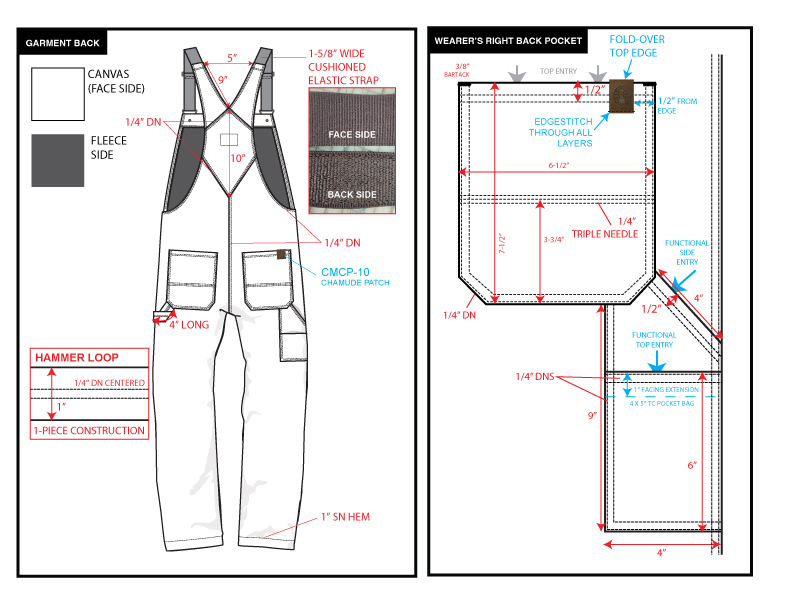 GARMENT BACK
CANVAS
(FACE SIDE)
FLEECE
SIDE
5"
9"
1-5/8" WIDE
CUSHIONED
ELASTIC STRAP
1/4" DN
10"
FACE SIDE
BACK SIDE
1/4" DN
CMCP-10
CHAMUDE PATCH
4" LONG
HAMMER LOOP
1/4" DN CENTERED
1"
1-PIECE CONSTRUCTION
1" SN HEM
WEARER'S RIGHT BACK POCKET
FOLD-OVER
TOP EDGE
3/8"
BARTACK
TOP ENTRY
1/2"
1/2" FROM
EDGE
EDGESTITCH
THROUGH ALL
LAYERS
6-1/2"
1/4"
TRIPLE NEEDLE
7-1/2"
3-3/4"
FUNCTIONAL
SIDE
ENTRY
1/4" DN
1/2"
4"
FUNCTIONAL
TOP ENTRY
1/4" DNS
1" FACING EXTENSION
4 X 5" TC POCKET BAG
9"
6"
4"